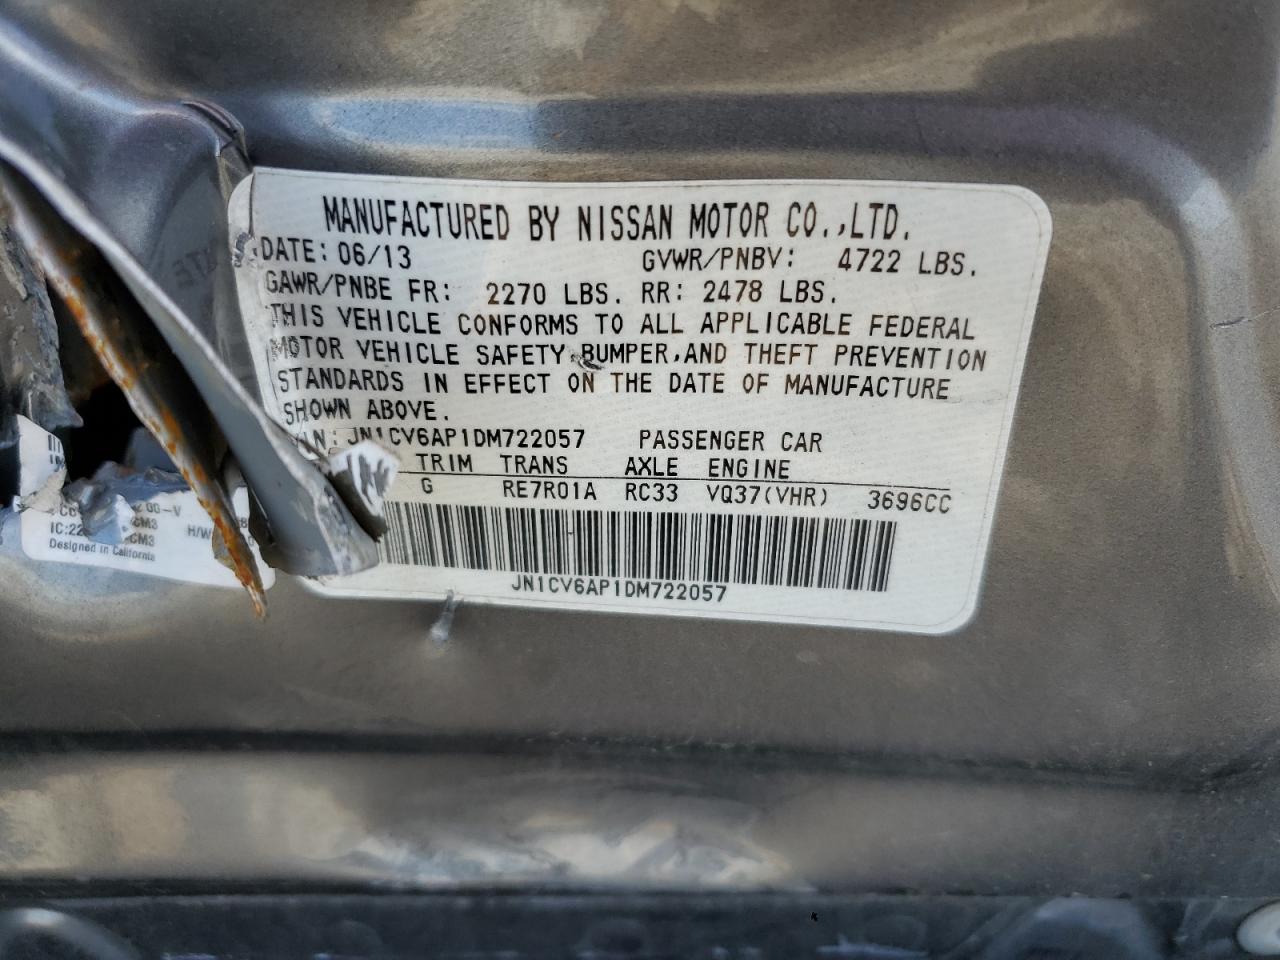 MANUFACTURED BY NISSAN MOTOR CO.,LTD.
DATE: 06/13 GVWR/PNBV: 4722 LBS.
GAWR/PNBE FR: 2270 LBS. RR: 2478 LBS.
THIS VEHICLE CONFORMS TO ALL APPLICABLE FEDERAL
MOTOR VEHICLE SAFETY,BUMPER,AND THEFT PREVENTION
STANDARDS IN EFFECT ON THE DATE OF MANUFACTURE
SHOWN ABOVE.
VIN: JN1CV6AP1DM722057 PASSENGER CAR
TRIM TRANS AXLE ENGINE
G RE7R01A RC33 VQ37(VHR) 3696CC
JN1CV6AP1DM722057
Designed in California